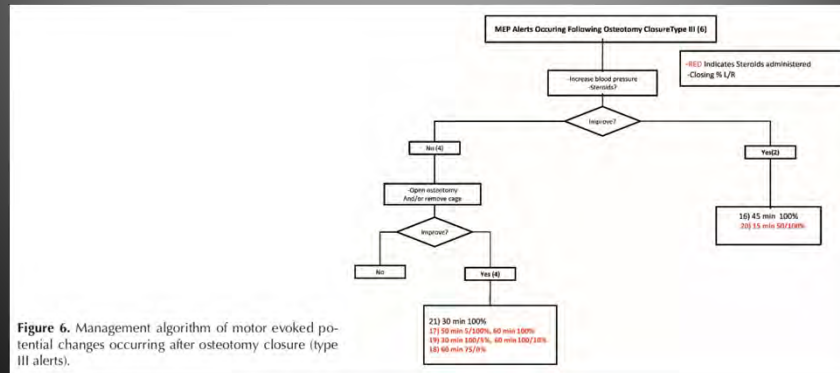 MEP Alerts Occuring Following Osteotomy ClosureType III (6)
-RED Indicates Steroids administered
-Closing % L/R
-Increase blood pressure
-Steroids?
Improve?
No (4)
Yes(2)
-Open osteotomy
And/or remove cage
16) 45 min 100%
20) 15 min 50/100%
Improve?
No
Yes (4)
21) 30 min 100%
17) 50 min 5/100%, 60 min 100%
19) 30 min 100/5%, 60 min 100/10%
18) 60 min 75/0%
Figure 6. Management algorithm of motor evoked po-
tential changes occurring after osteotomy closure (type
III alerts).